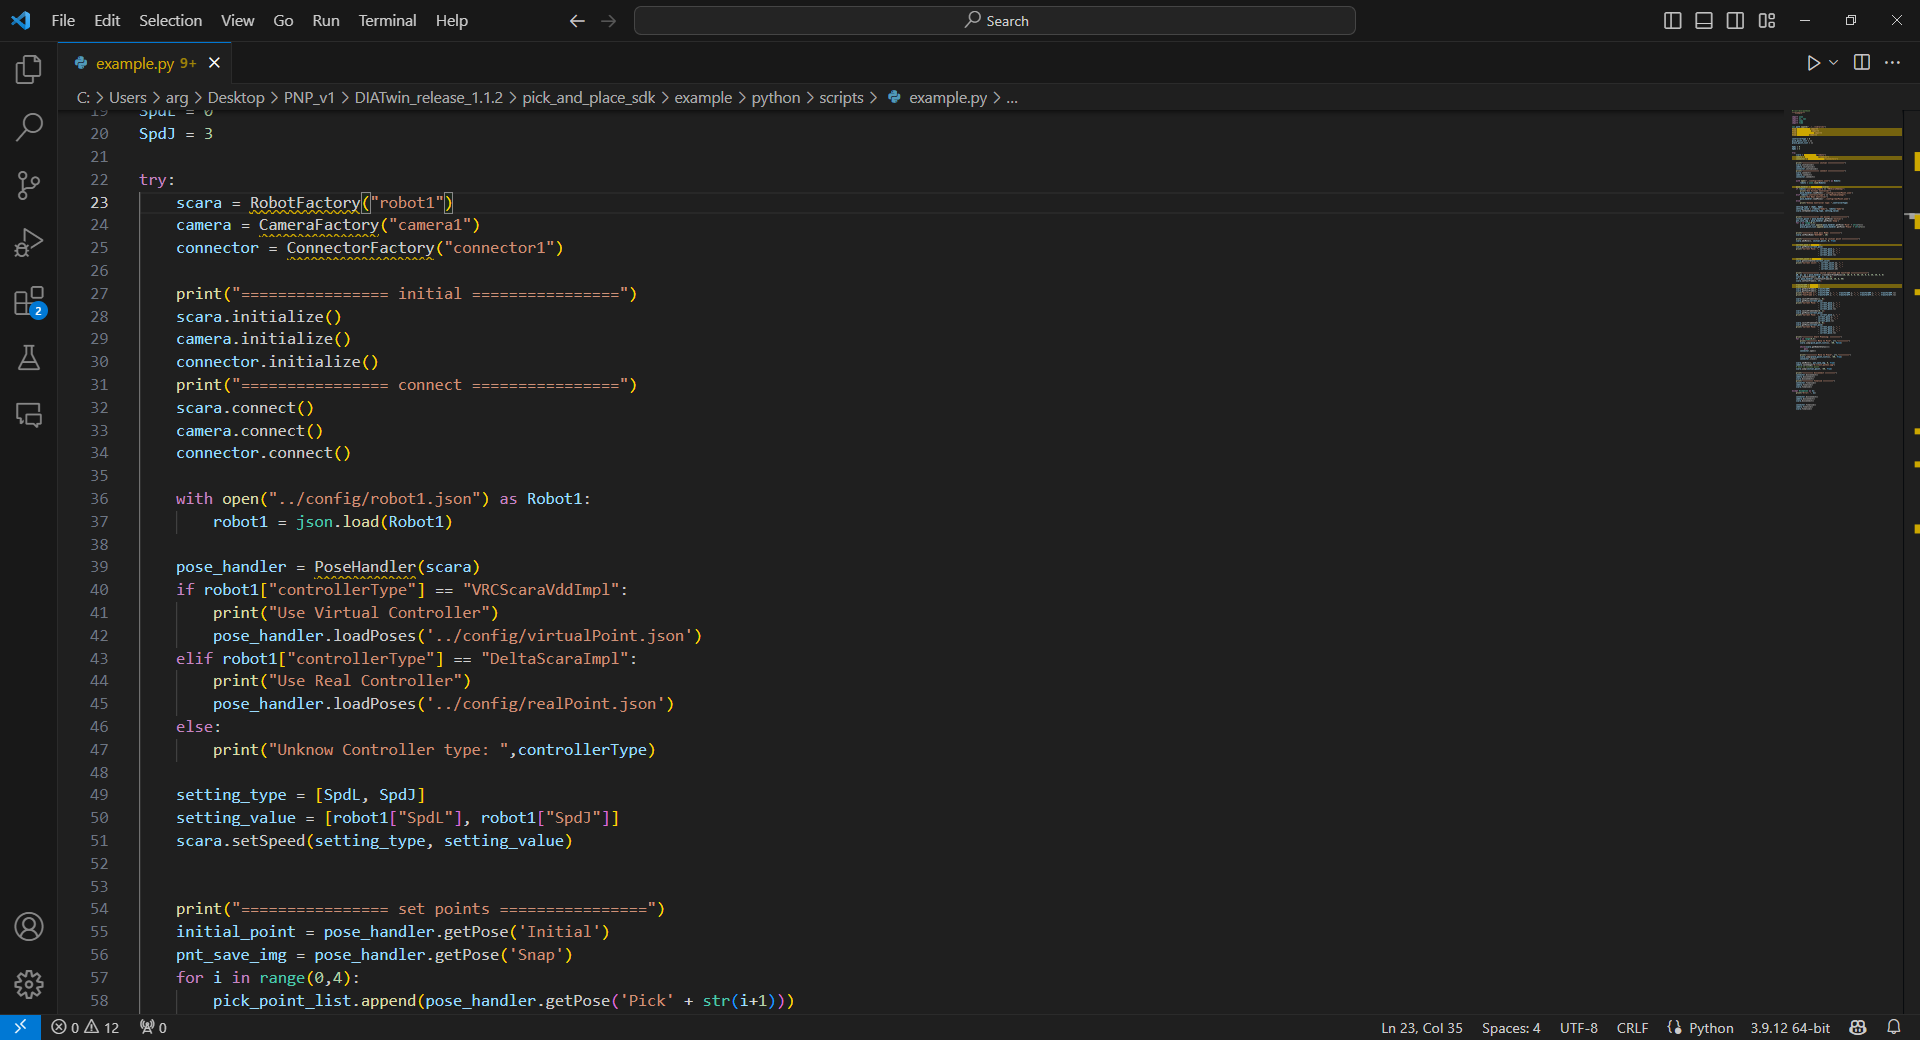 File Edit Selection View Go Run Terminal Help
Search
example.py 9+
C: > Users > arg > Desktop > PNP_v1 > DIATwin_release_1.1.2 > pick_and_place_sdk > example > python > scripts > example.py > ...
19 SpdL = 0
20 SpdJ = 3
21
22 try:
23 scara = RobotFactory("robot1")
24 camera = CameraFactory("camera1")
25 connector = ConnectorFactory("connector1")
26
27 print("================ initial ================")
28 scara.initialize()
29 camera.initialize()
30 connector.initialize()
31 print("================ connect ================")
32 scara.connect()
33 camera.connect()
34 connector.connect()
35
36 with open("../config/robot1.json") as Robot1:
37 robot1 = json.load(Robot1)
38
39 pose_handler = PoseHandler(scara)
40 if robot1["controllerType"] == "VRCScaraVddImpl":
41 print("Use Virtual Controller")
42 pose_handler.loadPoses('../config/virtualPoint.json')
43 elif robot1["controllerType"] == "DeltaScaraImpl":
44 print("Use Real Controller")
45 pose_handler.loadPoses('../config/realPoint.json')
46 else:
47 print("Unknow Controller type: ",controllerType)
48
49 setting_type = [SpdL, SpdJ]
50 setting_value = [robot1["SpdL"], robot1["SpdJ"]]
51 scara.setSpeed(setting_type, setting_value)
52
53
54 print("================ set points ================")
55 initial_point = pose_handler.getPose('Initial')
56 pnt_save_img = pose_handler.getPose('Snap')
57 for i in range(0,4):
58 pick_point_list.append(pose_handler.getPose('Pick' + str(i+1)))
2
0 12 0
Ln 23, Col 35 Spaces: 4 UTF-8 CRLF Python 3.9.12 64-bit